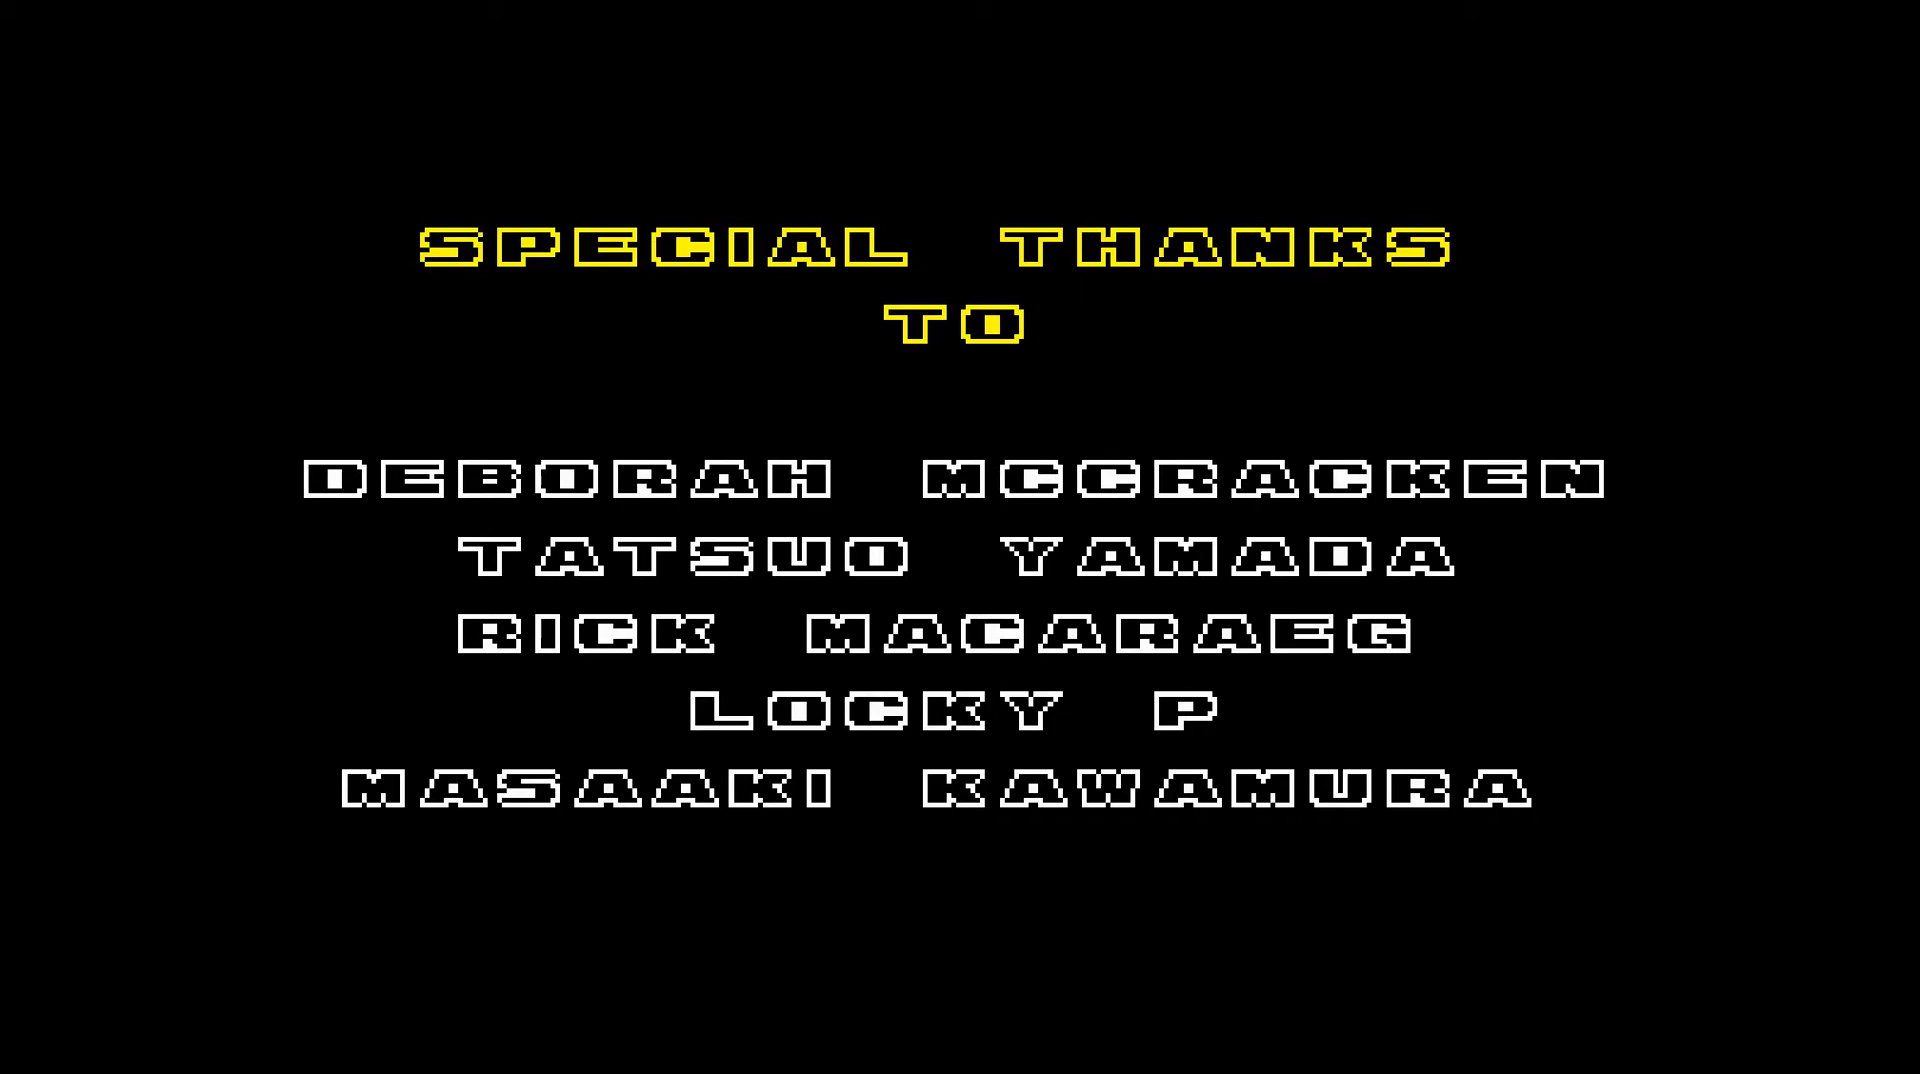 SPECIAL THANKS
TO
DEBORAH MCCRACKEN
TATSUO YAMADA
RICK MACARAEG
LOCKY P
MASAAKI KAWAMURA